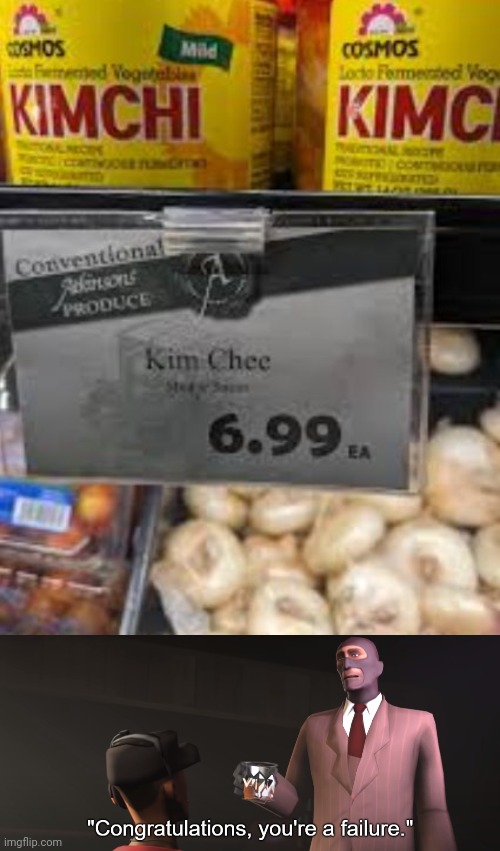 COSMOS
Mild
Lacto Fermented Vegetables
KIMCHI
COSMOS
Lacto Fermented Veg
KIMC
Conventional
Adkinsons
PRODUCE
Kim Chee
6.99 EA
"Congratulations, you're a failure."
imgflip.com